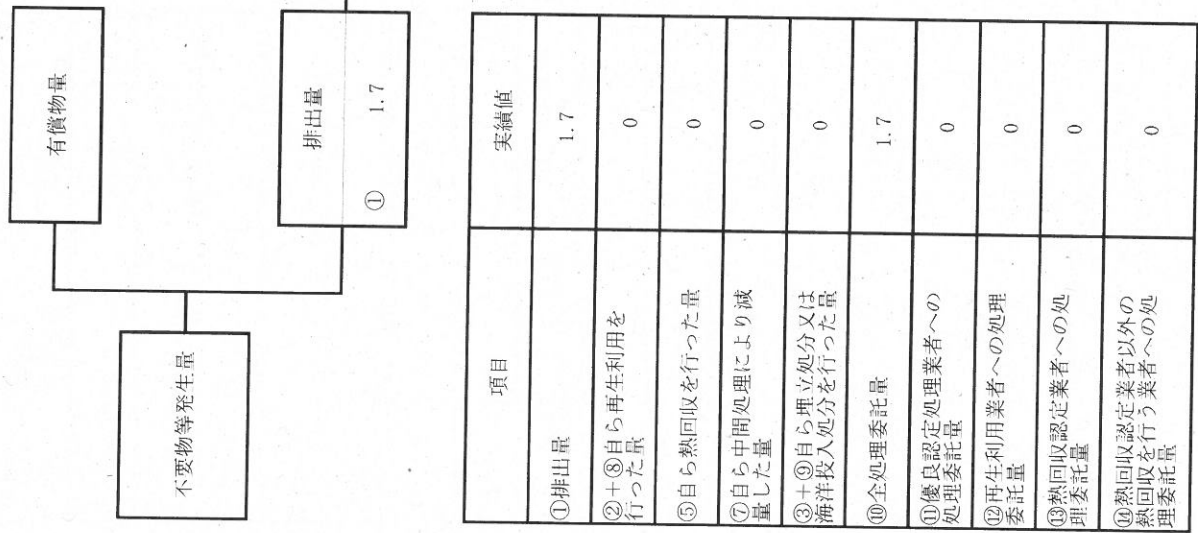 不要物等発生量
有償物量
排出量
① 1.7
項目 実績値
①排出量 1.7
②+⑧自ら再生利用を
行った量 0
⑤自ら熱回収を行った量 0
⑦自ら中間処理により減
量した量 0
③+⑨自ら埋立処分又は
海洋投入処分を行った量 0
⑩全処理委託量 1.7
⑪優良認定処理業者への
処理委託量 0
⑫再生利用業者への処理
委託量 0
⑬熱回収認定業者への処
理委託量 0
⑭熱回収認定業者以外の
熱回収を行う業者への処
理委託量 0